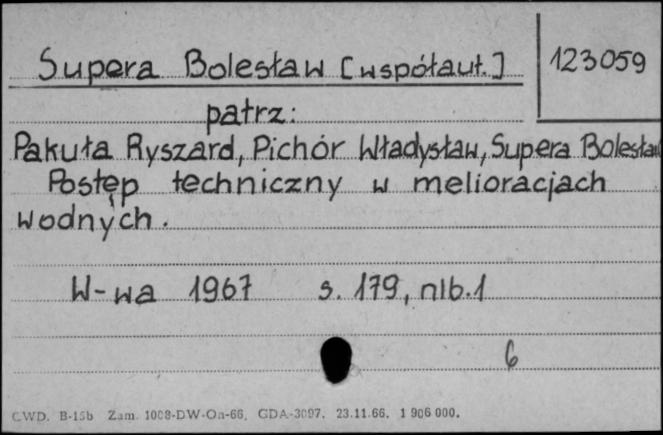 Supera Bolesław [współaut.]
123059
patrz:
Pakuła Ryszard, Pichór Władysław, Supera Bolesław
Postęp techniczny w melioracjach
wodnych.
W-wa 1967 s. 179, nlb. 1
6
CWD. B-15b Zam. 1008-DW-Oa-66. GDA-3097. 23.11.66. 1 906 000.